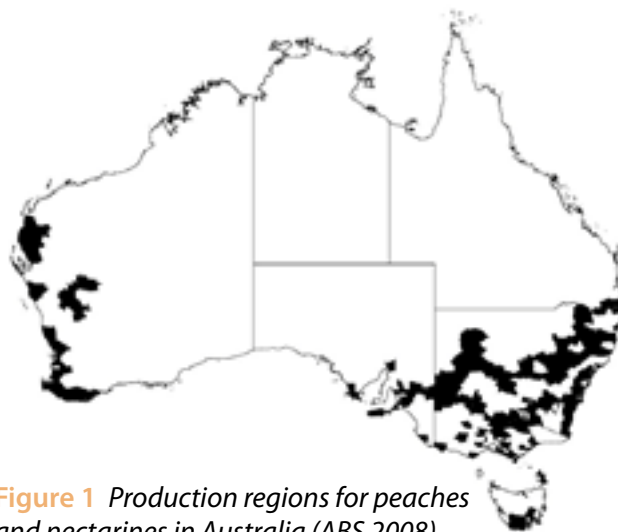 Figure 1 Production regions for peaches
and nectarines in Australia (ABS 2008)